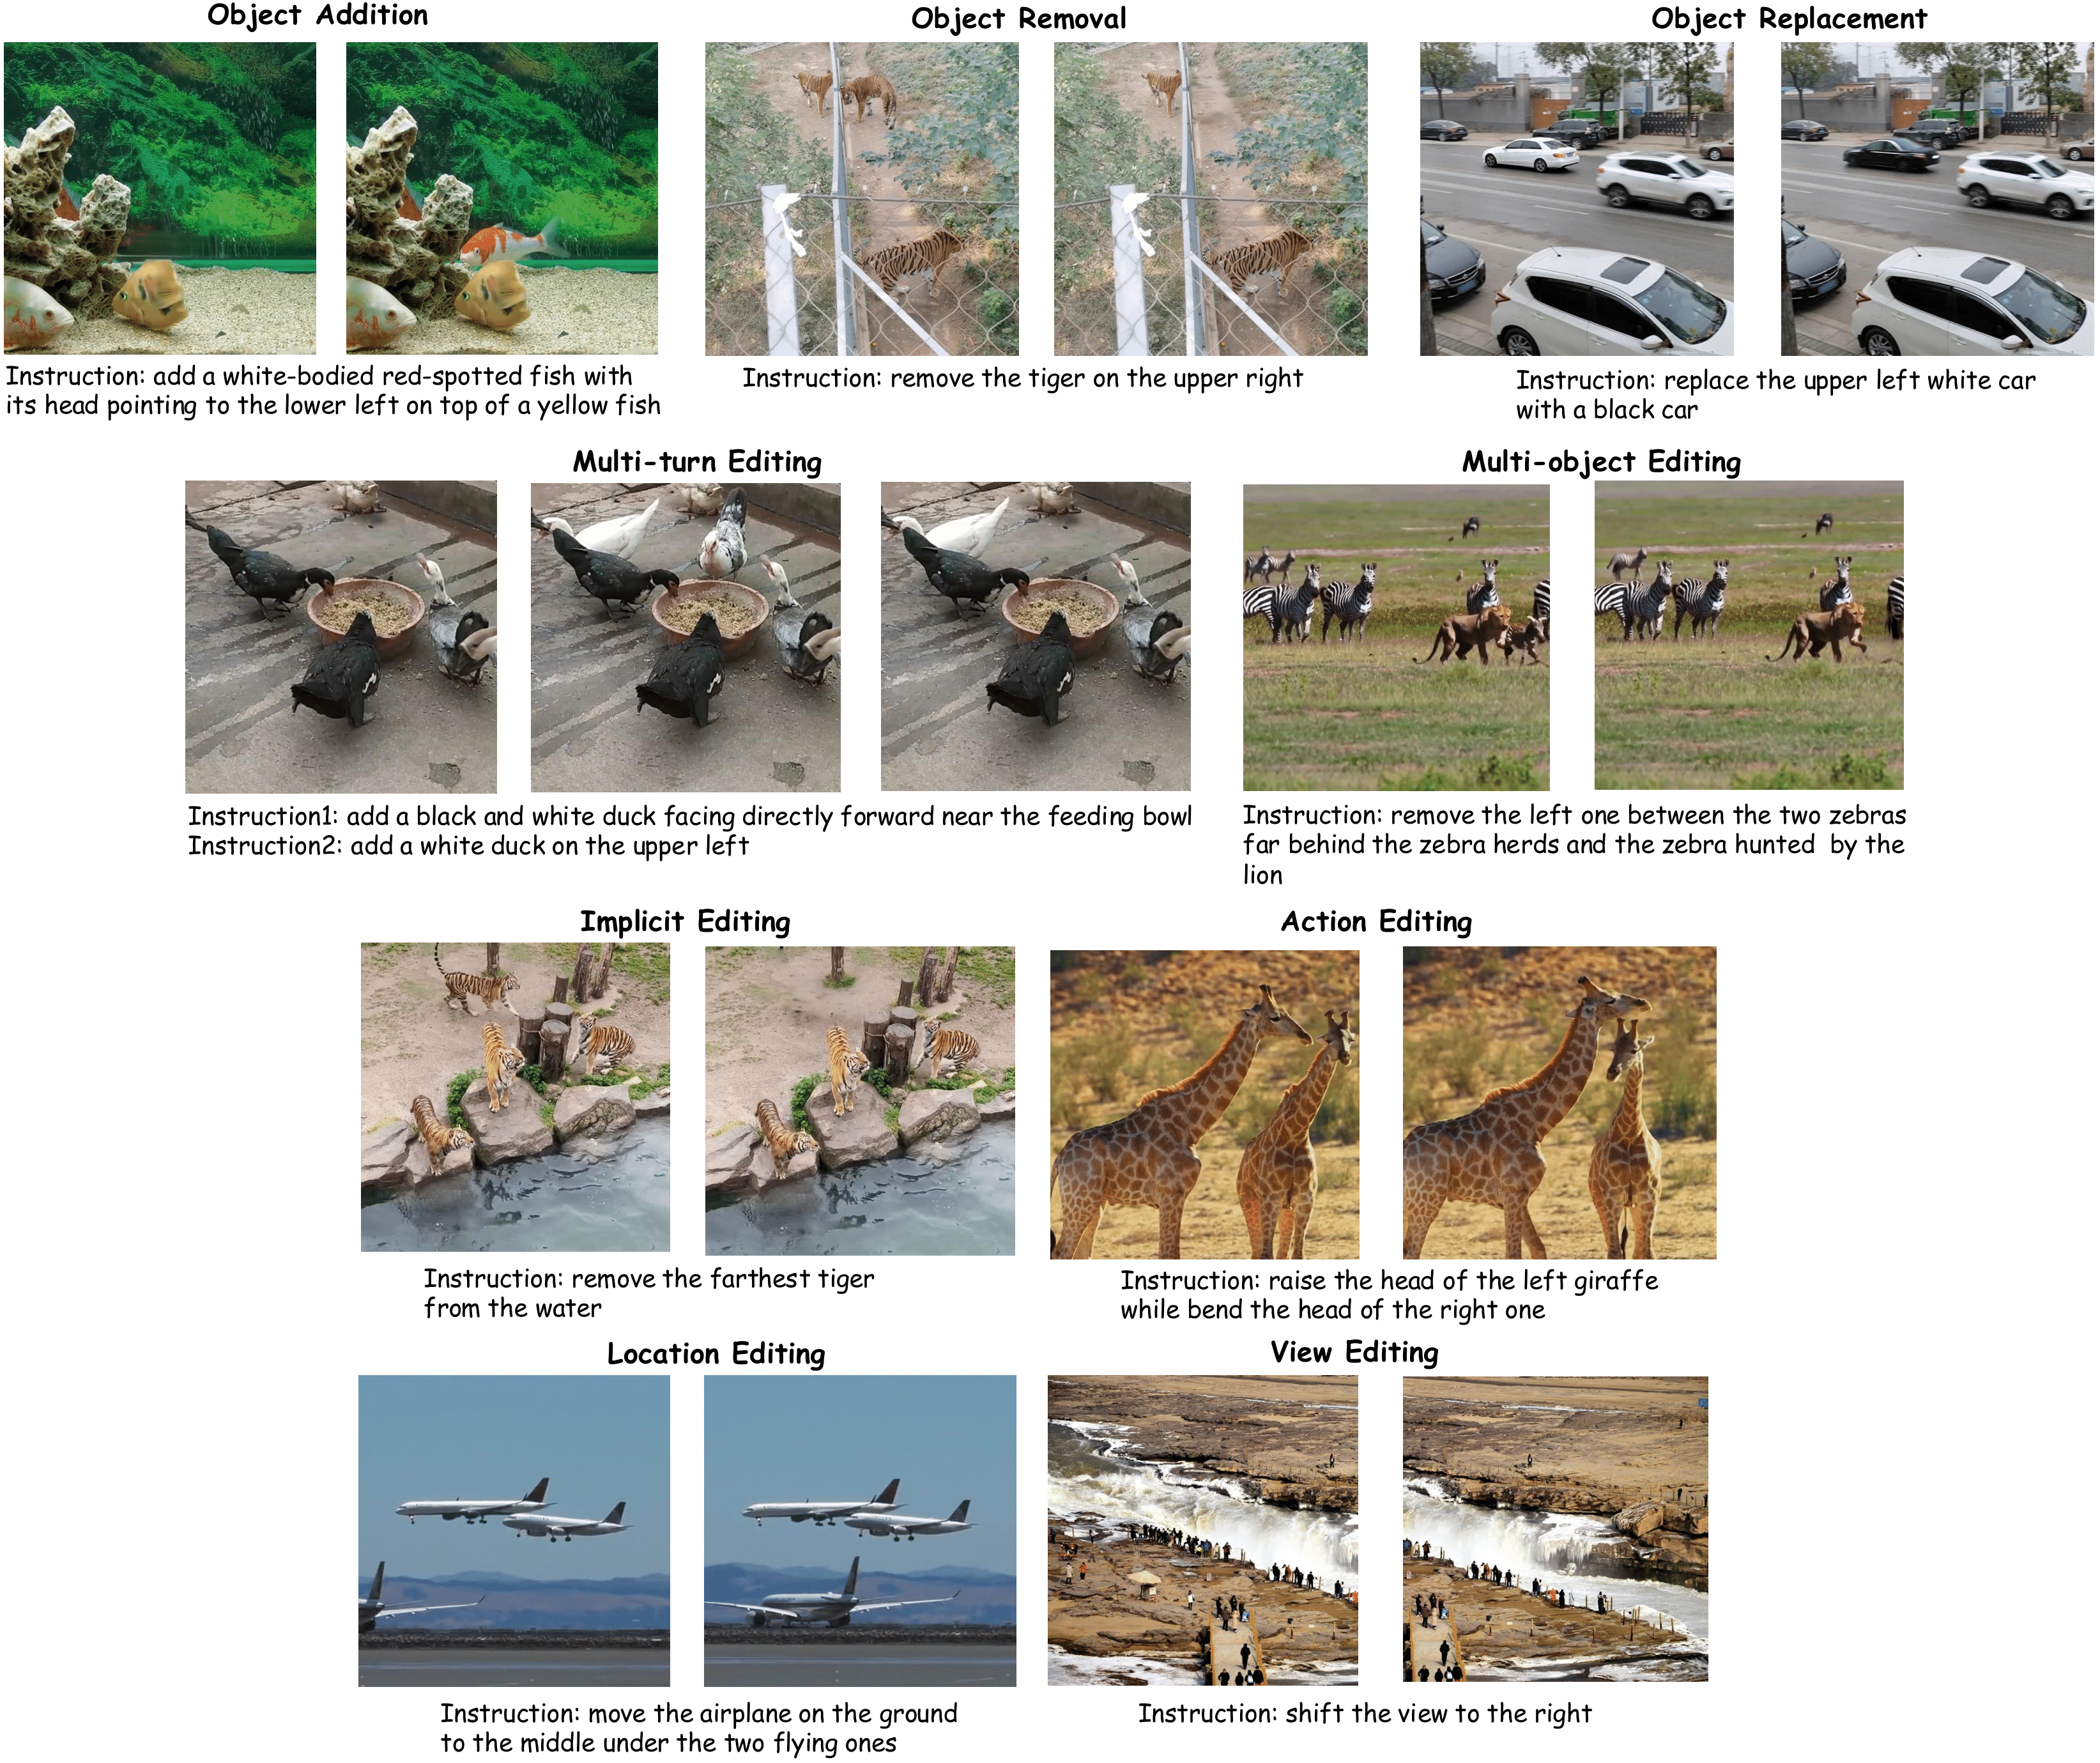 Object Addition
Object Removal
Object Replacement
Instruction: add a white-bodied red-spotted fish with
its head pointing to the lower left on top of a yellow fish
Instruction: remove the tiger on the upper right
Instruction: replace the upper left white car
with a black car
Multi-turn Editing
Multi-object Editing
Instruction1: add a black and white duck facing directly forward near the feeding bowl
Instruction2: add a white duck on the upper left
Instruction: remove the left one between the two zebras
far behind the zebra herds and the zebra hunted by the
lion
Implicit Editing
Action Editing
Instruction: remove the farthest tiger
from the water
Instruction: raise the head of the left giraffe
while bend the head of the right one
Location Editing
View Editing
Instruction: move the airplane on the ground
to the middle under the two flying ones
Instruction: shift the view to the right